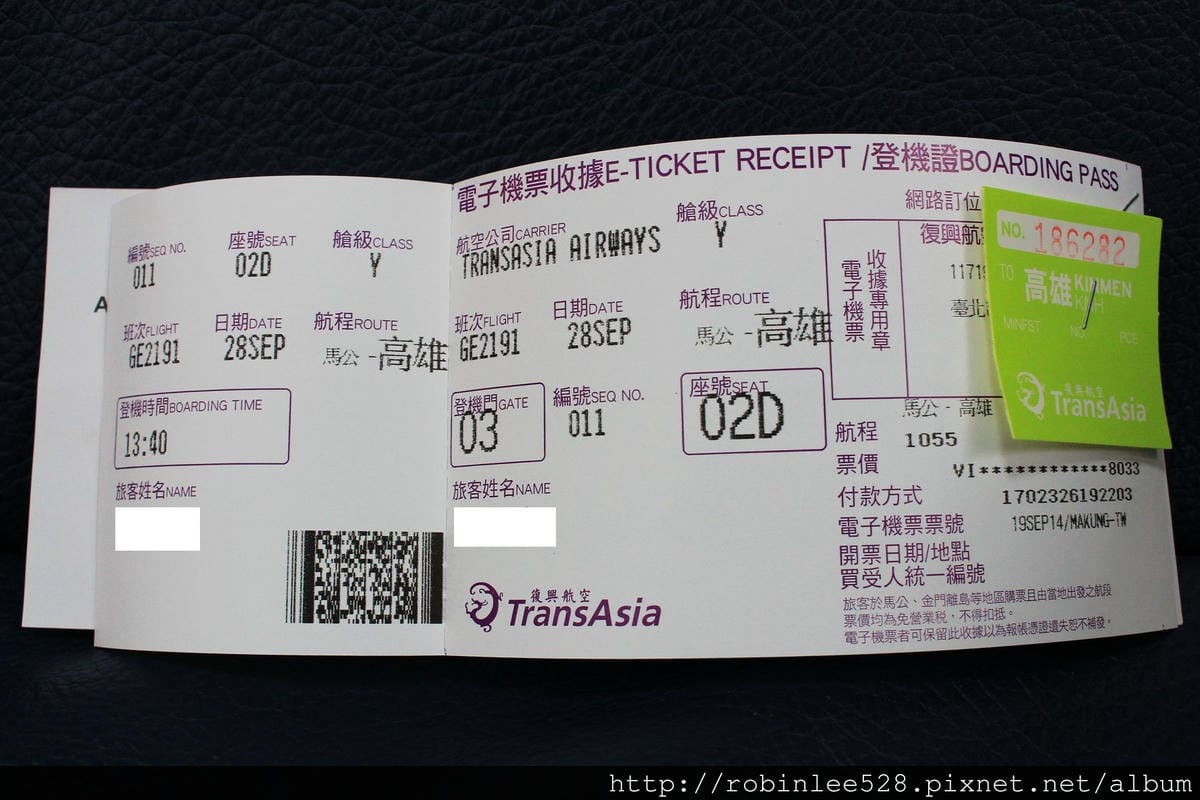 電子機票收據E-TICKET RECEIPT /登機證BOARDING PASS
編號SEQ NO. 座號SEAT 艙級CLASS
011 02D Y
班次FLIGHT 日期DATE 航程ROUTE
GE2191 28SEP 馬公 - 高雄
登機時間BOARDING TIME
13:40
旅客姓名NAME
航空公司CARRIER 艙級CLASS
TRANSASIA AIRWAYS Y
班次FLIGHT 日期DATE 航程ROUTE
GE2191 28SEP 馬公 - 高雄
登機門GATE 編號SEQ NO. 座號SEAT
03 011 02D
旅客姓名NAME
復興航空
TransAsia
網路訂位
復興航
收據專用章
電子機票
1171
臺北
馬公 - 高雄
航程 1055
票價 VI************8033
付款方式 1702326192203
電子機票票號 19SEP14/MAKUNG-TW
開票日期/地點
買受人統一編號
旅客於馬公、金門離島等地區購票且由當地出發之航段
票價均為免營業稅，不得扣抵。
電子機票者可保留此收據以為報帳憑證遺失恕不補發。
NO. 186282
TO 高雄 KINMEN
KNH
MINFST NO. PCE
復興航空
TransAsia
http://robinlee528.pixnet.net/album